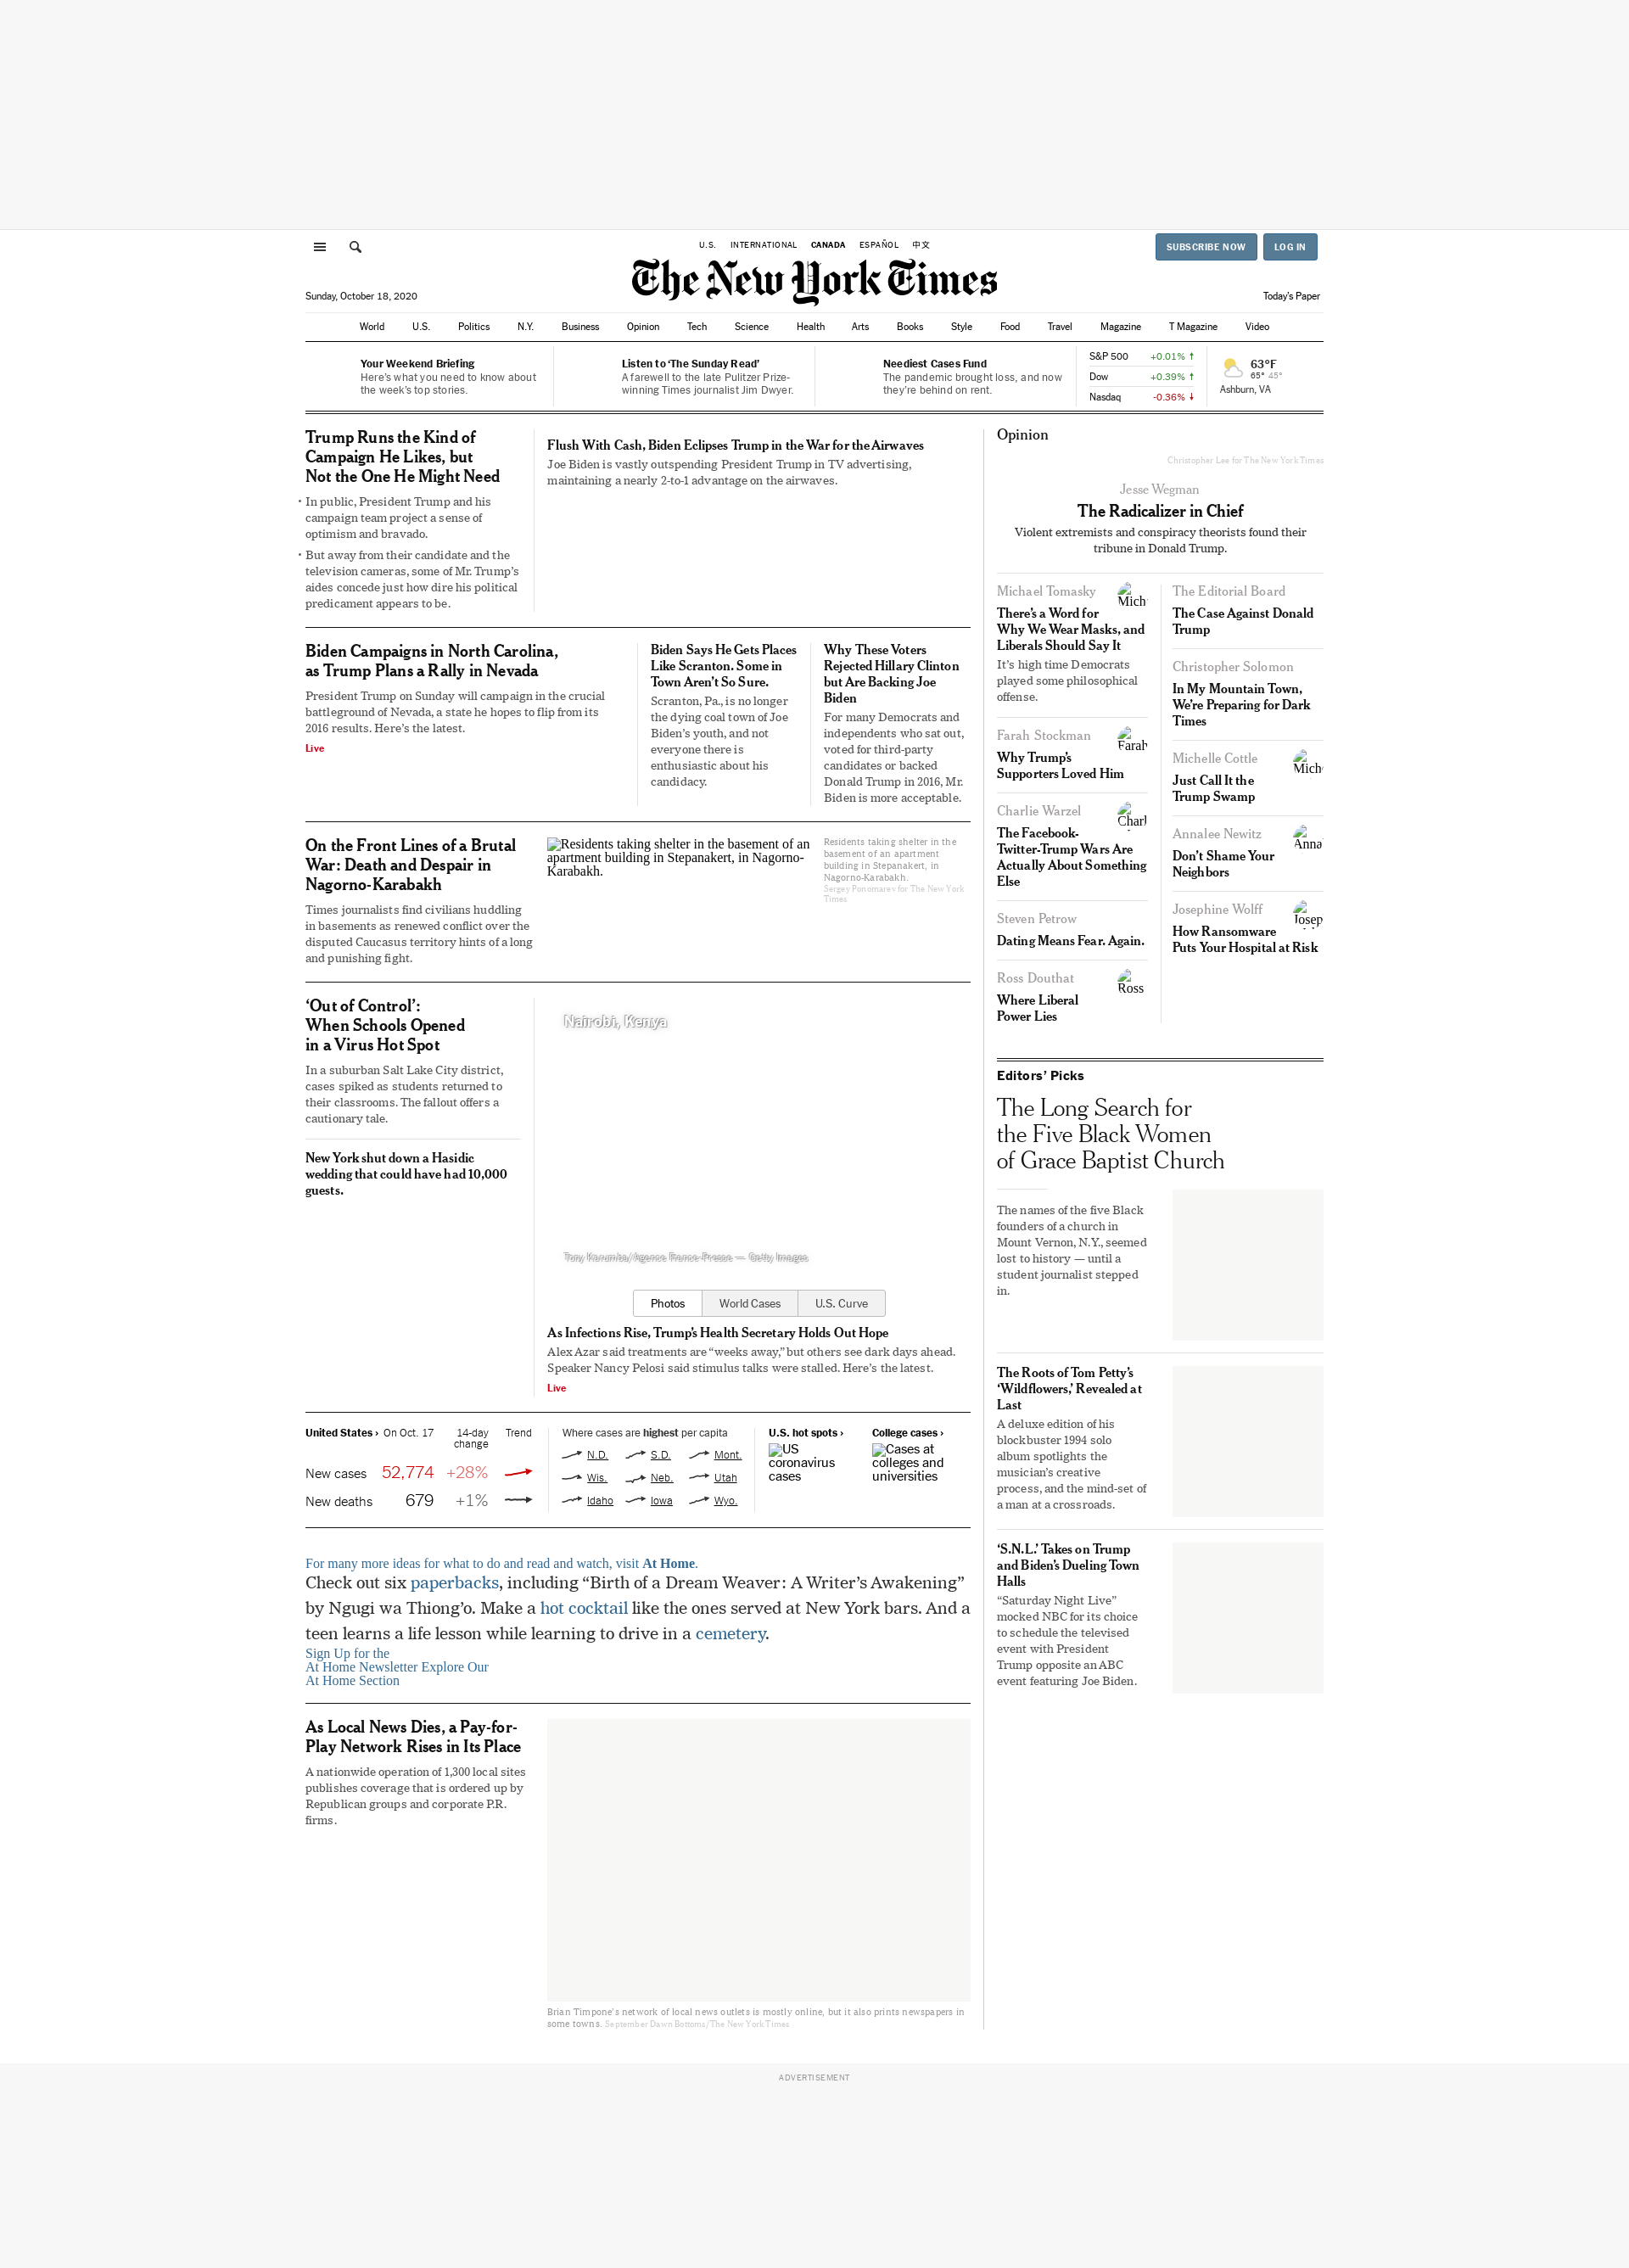 U.S. INTERNATIONAL CANADA ESPAÑOL 中文
SUBSCRIBE NOW LOG IN
The New York Times
Sunday, October 18, 2020
Today's Paper
World U.S. Politics N.Y. Business Opinion Tech Science Health Arts Books Style Food Travel Magazine T Magazine Video
Your Weekend Briefing
Here's what you need to know about
the week's top stories.
Listen to 'The Sunday Read'
A farewell to the late Pulitzer Prize-
winning Times journalist Jim Dwyer.
Neediest Cases Fund
The pandemic brought loss, and now
they're behind on rent.
S&P 500 +0.01% ↑
Dow +0.39% ↑
Nasdaq -0.36% ↓
63°F
65° 45°
Ashburn, VA
Trump Runs the Kind of
Campaign He Likes, but
Not the One He Might Need
• In public, President Trump and his
campaign team project a sense of
optimism and bravado.
• But away from their candidate and the
television cameras, some of Mr. Trump's
aides concede just how dire his political
predicament appears to be.
Flush With Cash, Biden Eclipses Trump in the War for the Airwaves
Joe Biden is vastly outspending President Trump in TV advertising,
maintaining a nearly 2-to-1 advantage on the airwaves.
Biden Campaigns in North Carolina,
as Trump Plans a Rally in Nevada
President Trump on Sunday will campaign in the crucial
battleground of Nevada, a state he hopes to flip from its
2016 results. Here's the latest.
Live
Biden Says He Gets Places
Like Scranton. Some in
Town Aren't So Sure.
Scranton, Pa., is no longer
the dying coal town of Joe
Biden's youth, and not
everyone there is
enthusiastic about his
candidacy.
Why These Voters
Rejected Hillary Clinton
but Are Backing Joe
Biden
For many Democrats and
independents who sat out,
voted for third-party
candidates or backed
Donald Trump in 2016, Mr.
Biden is more acceptable.
On the Front Lines of a Brutal
War: Death and Despair in
Nagorno-Karabakh
Times journalists find civilians huddling
in basements as renewed conflict over the
disputed Caucasus territory hints of a long
and punishing fight.
Residents taking shelter in the basement of an
apartment building in Stepanakert, in Nagorno-
Karabakh.
Residents taking shelter in the
basement of an apartment
building in Stepanakert, in
Nagorno-Karabakh.
Sergey Ponomarev for The New York
Times
'Out of Control':
When Schools Opened
in a Virus Hot Spot
In a suburban Salt Lake City district,
cases spiked as students returned to
their classrooms. The fallout offers a
cautionary tale.
New York shut down a Hasidic
wedding that could have had 10,000
guests.
Nairobi, Kenya
Tony Karumba/Agence France-Presse — Getty Images
Photos World Cases U.S. Curve
As Infections Rise, Trump's Health Secretary Holds Out Hope
Alex Azar said treatments are "weeks away," but others see dark days ahead.
Speaker Nancy Pelosi said stimulus talks were stalled. Here's the latest.
Live
United States › On Oct. 17 14-day
change Trend
New cases 52,774 +28%
New deaths 679 +1%
Where cases are highest per capita
N.D. S.D. Mont.
Wis. Neb. Utah
Idaho Iowa Wyo.
U.S. hot spots ›
US
coronavirus
cases
College cases ›
Cases at
colleges and
universities
For many more ideas for what to do and read and watch, visit At Home.
Check out six paperbacks, including “Birth of a Dream Weaver: A Writer’s Awakening”
by Ngugi wa Thiong’o. Make a hot cocktail like the ones served at New York bars. And a
teen learns a life lesson while learning to drive in a cemetery.
Sign Up for the
At Home Newsletter Explore Our
At Home Section
As Local News Dies, a Pay-for-
Play Network Rises in Its Place
A nationwide operation of 1,300 local sites
publishes coverage that is ordered up by
Republican groups and corporate P.R.
firms.
Brian Timpone's network of local news outlets is mostly online, but it also prints newspapers in
some towns. September Dawn Bottoms/The New York Times
Opinion
Christopher Lee for The New York Times
Jesse Wegman
The Radicalizer in Chief
Violent extremists and conspiracy theorists found their
tribune in Donald Trump.
Michael Tomasky
Mich
There's a Word for
Why We Wear Masks, and
Liberals Should Say It
It's high time Democrats
played some philosophical
offense.
Farah Stockman
Farah
Why Trump's
Supporters Loved Him
Charlie Warzel
Charl
The Facebook-
Twitter-Trump Wars Are
Actually About Something
Else
Steven Petrow
Dating Means Fear. Again.
Ross Douthat
Ross
Where Liberal
Power Lies
The Editorial Board
The Case Against Donald
Trump
Christopher Solomon
In My Mountain Town,
We're Preparing for Dark
Times
Michelle Cottle
Miche
Just Call It the
Trump Swamp
Annalee Newitz
Anna
Don't Shame Your
Neighbors
Josephine Wolff
Josep
How Ransomware
Puts Your Hospital at Risk
Editors' Picks
The Long Search for
the Five Black Women
of Grace Baptist Church
The names of the five Black
founders of a church in
Mount Vernon, N.Y., seemed
lost to history — until a
student journalist stepped
in.
The Roots of Tom Petty's
'Wildflowers,' Revealed at
Last
A deluxe edition of his
blockbuster 1994 solo
album spotlights the
musician's creative
process, and the mind-set of
a man at a crossroads.
'S.N.L.' Takes on Trump
and Biden's Dueling Town
Halls
“Saturday Night Live”
mocked NBC for its choice
to schedule the televised
event with President
Trump opposite an ABC
event featuring Joe Biden.
ADVERTISEMENT